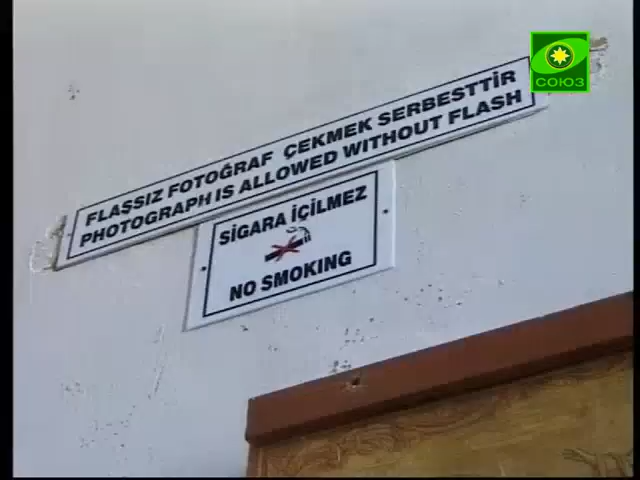 СОЮЗ
FLAŞSIZ FOTOĞRAF ÇEKMEK SERBESTTİR
PHOTOGRAPH IS ALLOWED WITHOUT FLASH
SİGARA İÇİLMEZ
NO SMOKING